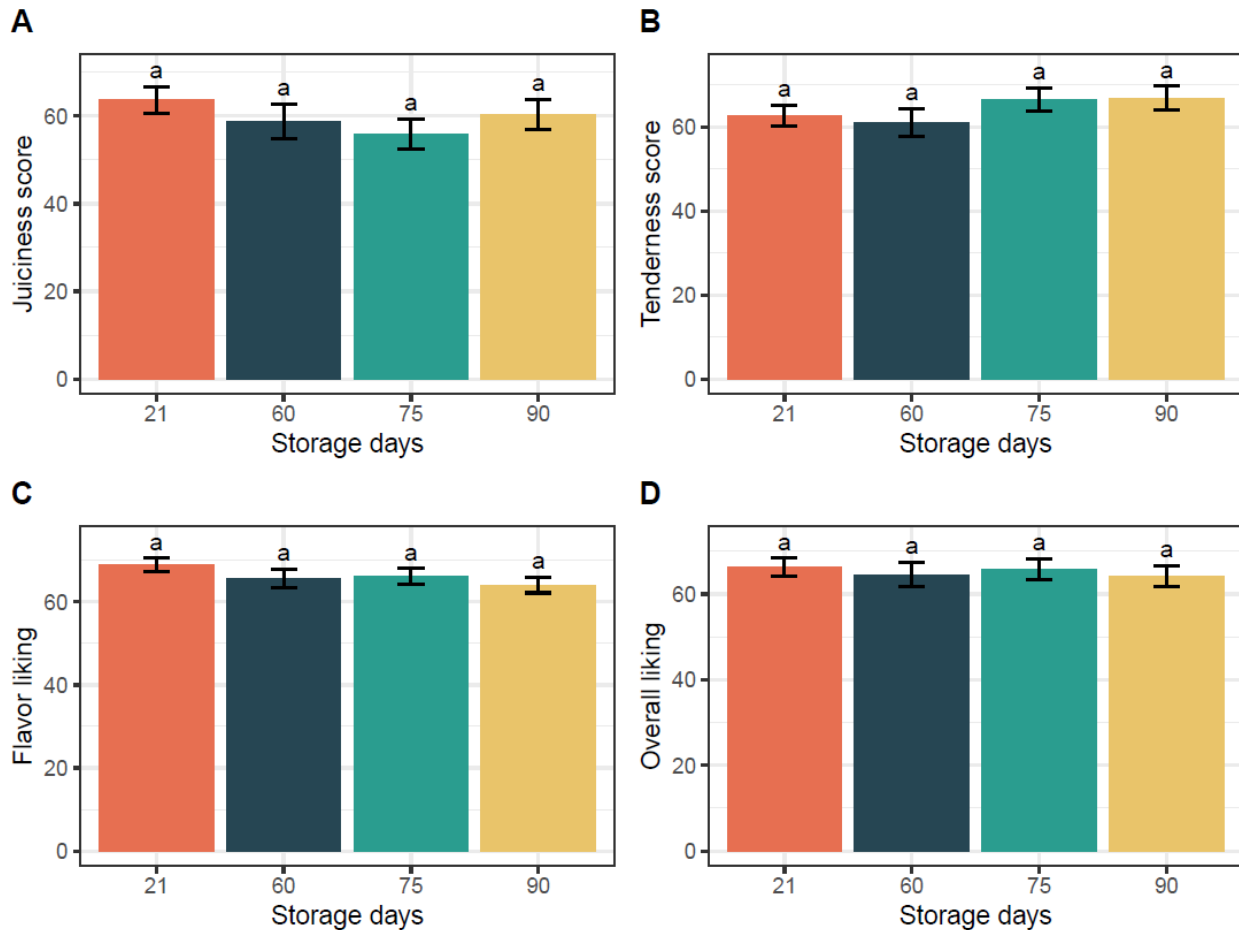 A
Juiciness score
60
40
20
0
a
a
a
a
21
60
75
90
Storage days
B
Tenderness score
60
40
20
0
a
a
a
a
21
60
75
90
Storage days
C
Flavor liking
60
40
20
0
a
a
a
a
21
60
75
90
Storage days
D
Overall liking
60
40
20
0
a
a
a
a
21
60
75
90
Storage days